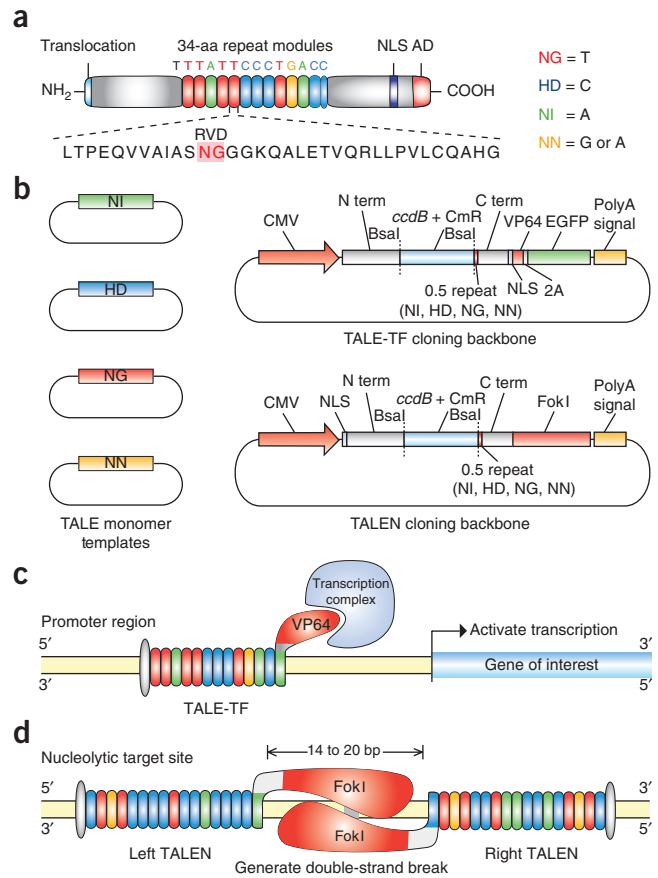 a
Translocation
34-aa repeat modules
NLS AD
T T T A T T C C C T G A C C
NH2
COOH
NG = T
HD = C
NI = A
NN = G or A
RVD
LTPEQVVAIASNGGGKQALETVQRLLPVLCQAHG
b
NI
HD
NG
NN
TALE monomer
templates
CMV
N term
BsaI
ccdB + CmR
BsaI
C term
VP64 EGFP
PolyA
signal
NLS
2A
0.5 repeat
(NI, HD, NG, NN)
TALE-TF cloning backbone
CMV
NLS
N term
BsaI
ccdB + CmR
BsaI
C term
FokI
PolyA
signal
0.5 repeat
(NI, HD, NG, NN)
TALEN cloning backbone
c
Promoter region
Transcription
complex
VP64
Activate transcription
5′
3′
Gene of interest
3′
5′
TALE-TF
d
Nucleolytic target site
14 to 20 bp
5′
3′
FokI
FokI
3′
5′
Left TALEN
Generate double-strand break
Right TALEN